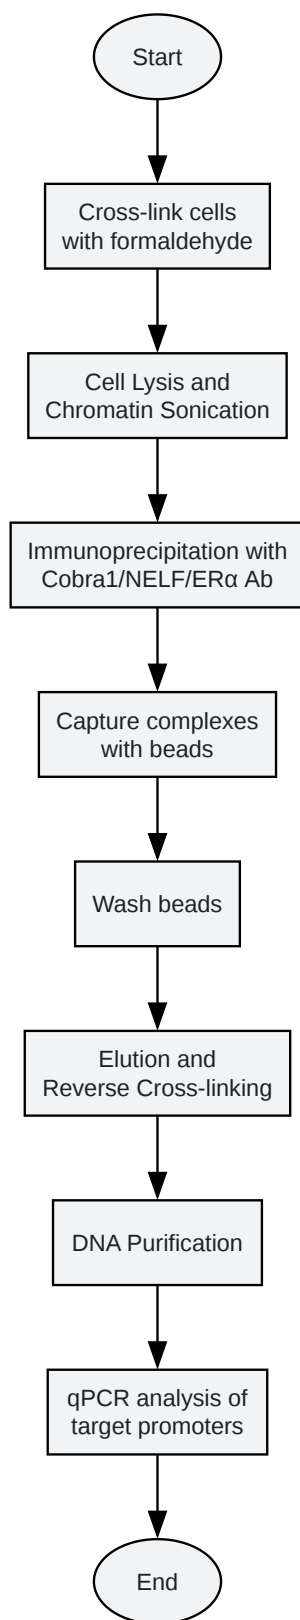 Start
Cross-link cells
with formaldehyde
Cell Lysis and
Chromatin Sonication
Immunoprecipitation with
Cobra1/NELF/ERα Ab
Capture complexes
with beads
Wash beads
Elution and
Reverse Cross-linking
DNA Purification
qPCR analysis of
target promoters
End